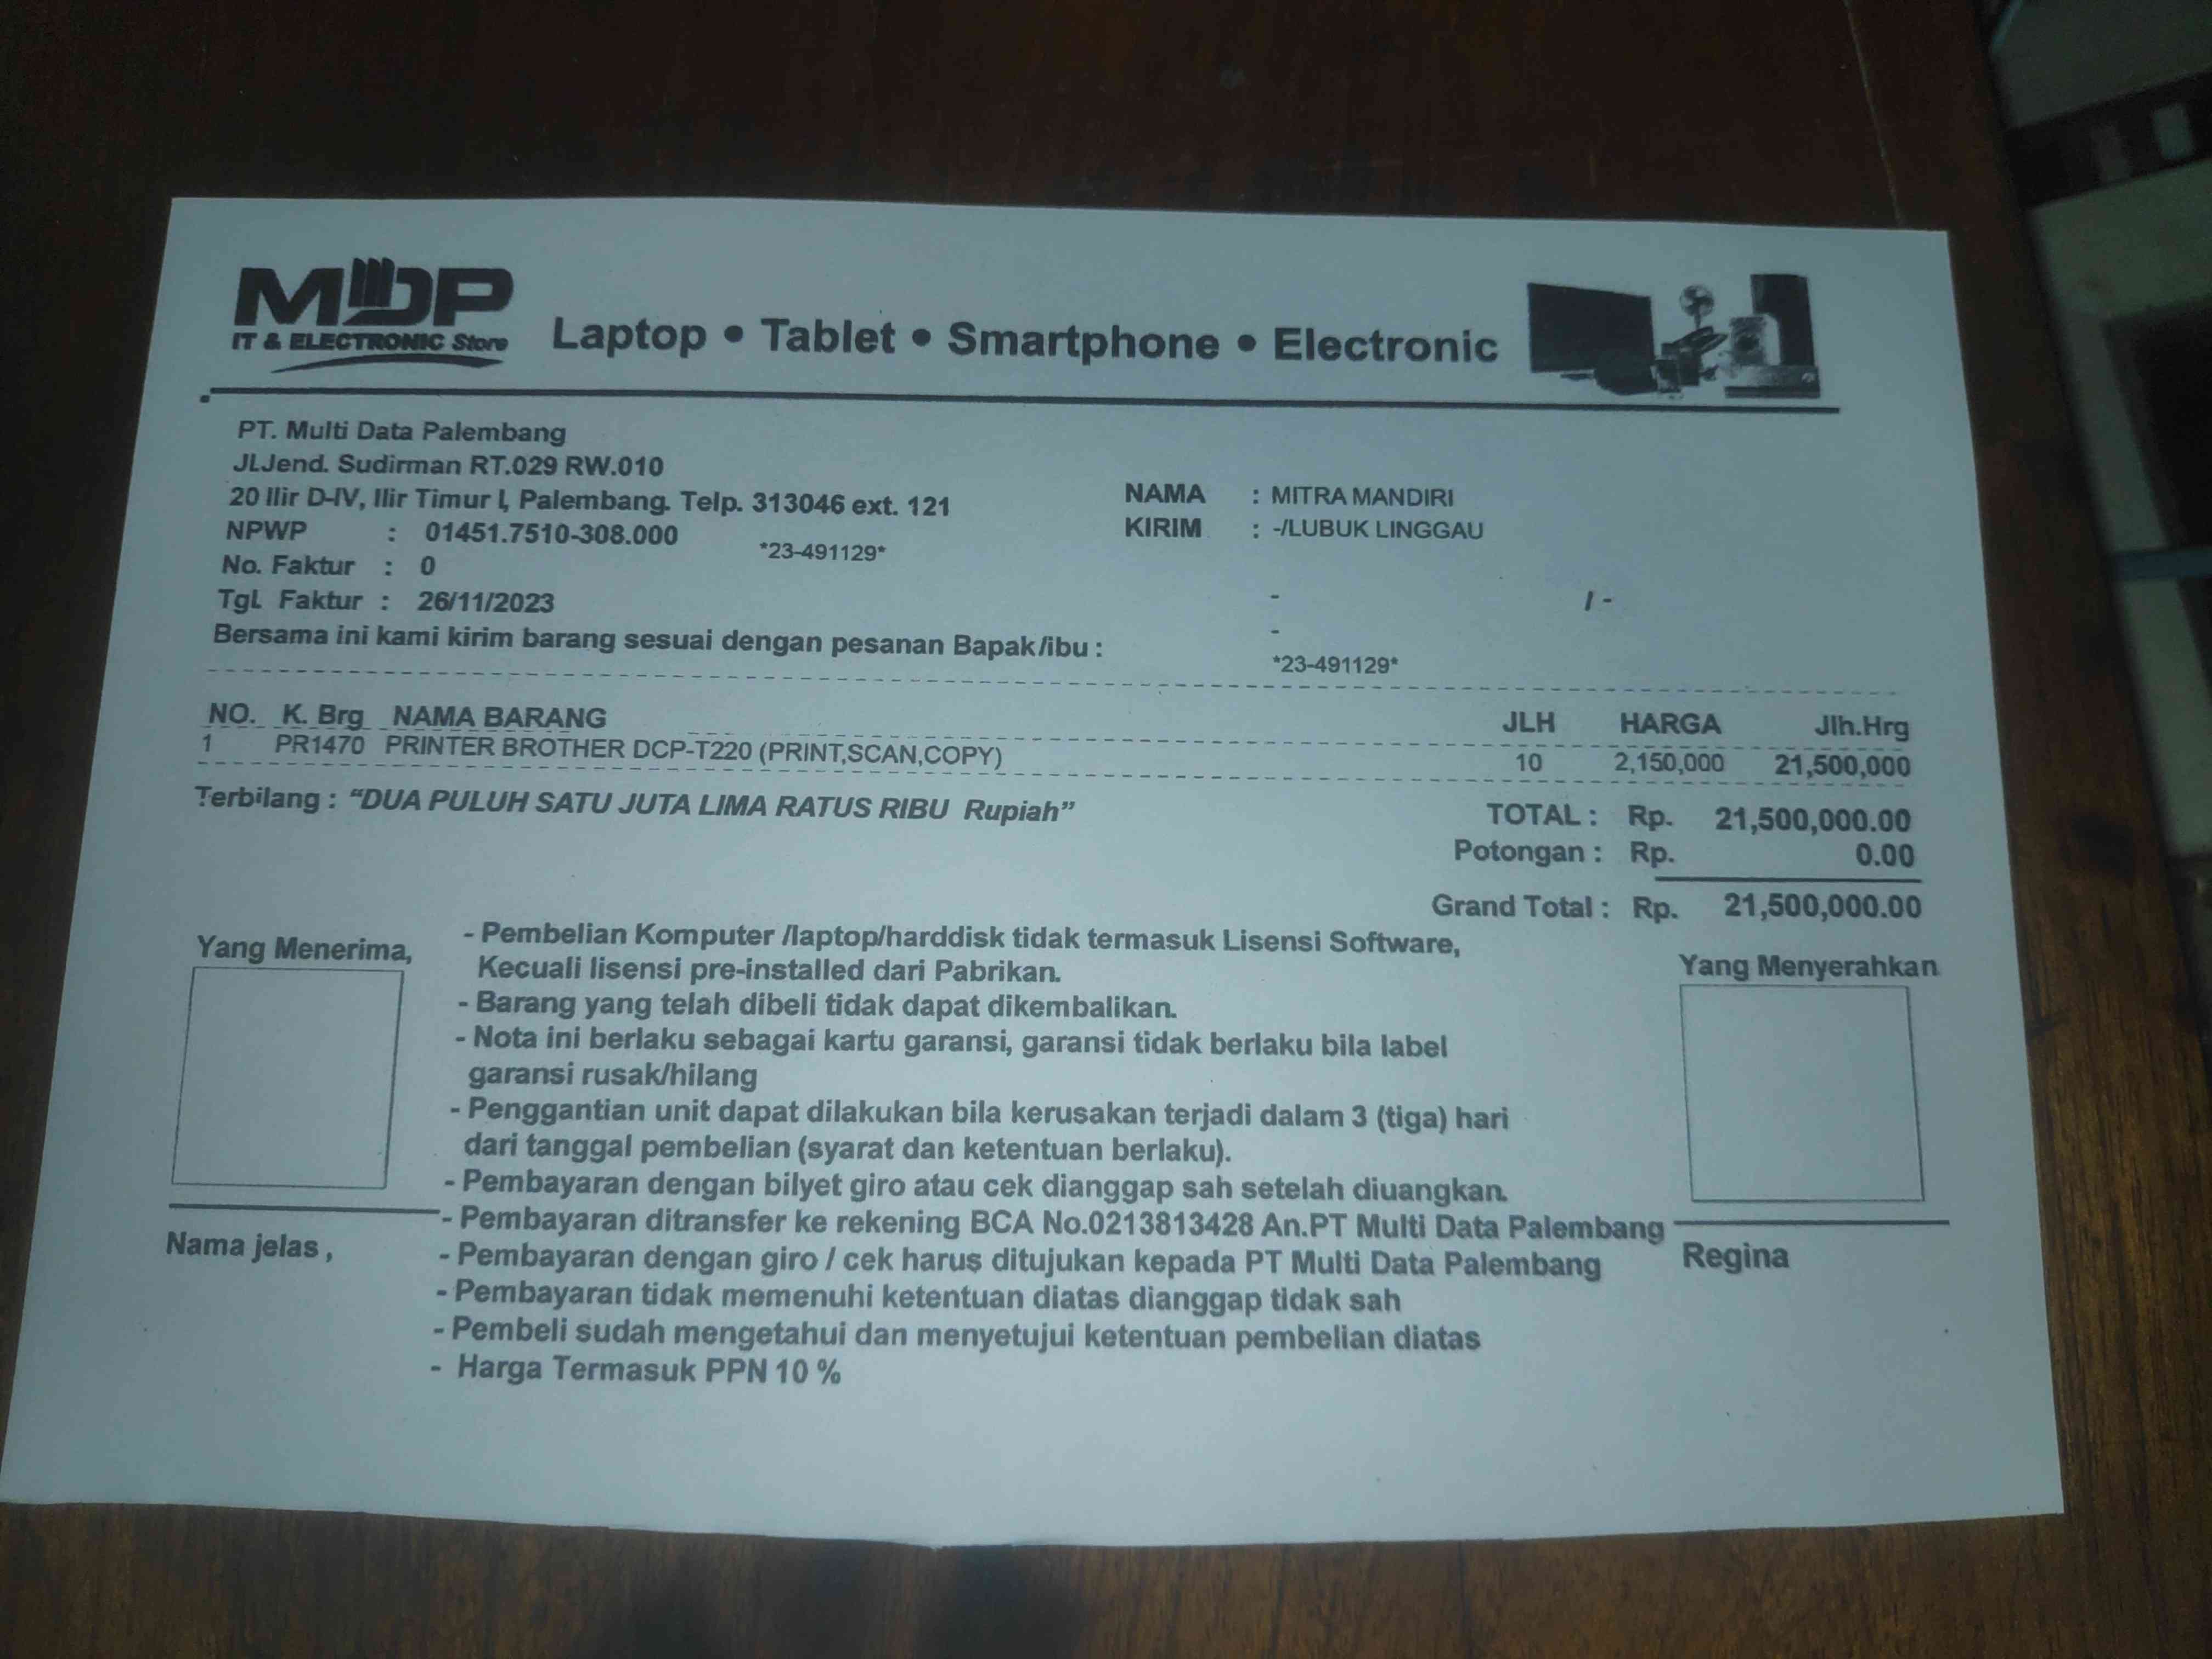 MDP
IT & ELECTRONIC Store
Laptop • Tablet • Smartphone • Electronic
PT. Multi Data Palembang
JLJend. Sudirman RT.029 RW.010
20 Ilir D-IV, Ilir Timur I, Palembang. Telp. 313046 ext. 121
NPWP : 01451.7510-308.000
*23-491129*
No. Faktur : 0
Tgl. Faktur : 26/11/2023
Bersama ini kami kirim barang sesuai dengan pesanan Bapak/ibu :
NAMA : MITRA MANDIRI
KIRIM : -/LUBUK LINGGAU
- / -
-
*23-491129*
NO. K. Brg NAMA BARANG JLH HARGA Jlh.Hrg
1 PR1470 PRINTER BROTHER DCP-T220 (PRINT,SCAN,COPY) 10 2,150,000 21,500,000
Terbilang : “DUA PULUH SATU JUTA LIMA RATUS RIBU Rupiah”
TOTAL : Rp. 21,500,000.00
Potongan : Rp. 0.00
Grand Total : Rp. 21,500,000.00
Yang Menerima,
- Pembelian Komputer /laptop/harddisk tidak termasuk Lisensi Software,
Kecuali lisensi pre-installed dari Pabrikan.
- Barang yang telah dibeli tidak dapat dikembalikan.
- Nota ini berlaku sebagai kartu garansi, garansi tidak berlaku bila label
garansi rusak/hilang
- Penggantian unit dapat dilakukan bila kerusakan terjadi dalam 3 (tiga) hari
dari tanggal pembelian (syarat dan ketentuan berlaku).
- Pembayaran dengan bilyet giro atau cek dianggap sah setelah diuangkan.
- Pembayaran ditransfer ke rekening BCA No.0213813428 An.PT Multi Data Palembang
- Pembayaran dengan giro / cek harus ditujukan kepada PT Multi Data Palembang
- Pembayaran tidak memenuhi ketentuan diatas dianggap tidak sah
- Pembeli sudah mengetahui dan menyetujui ketentuan pembelian diatas
- Harga Termasuk PPN 10 %
Nama jelas ,
Yang Menyerahkan
Regina